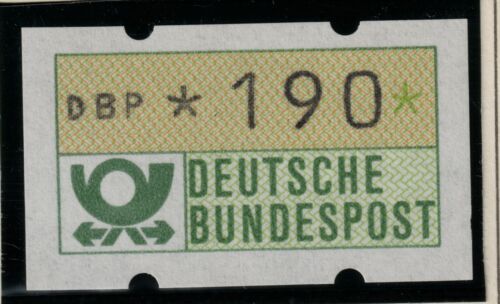 DBP * 190*
DEUTSCHE
BUNDESPOST